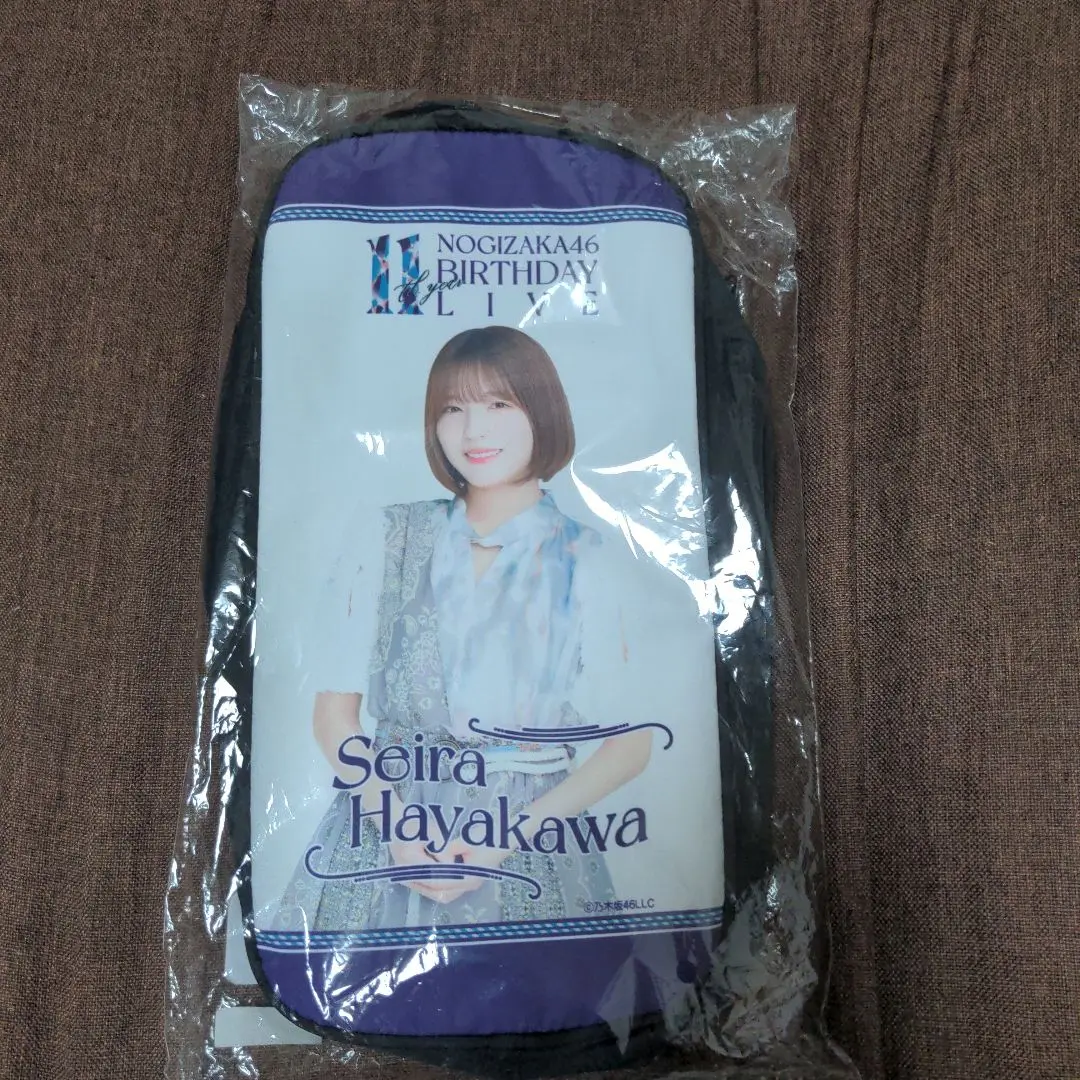 11th year
NOGIZAKA46
BIRTHDAY
LIVE
Seira
Hayakawa
©乃木坂46LLC